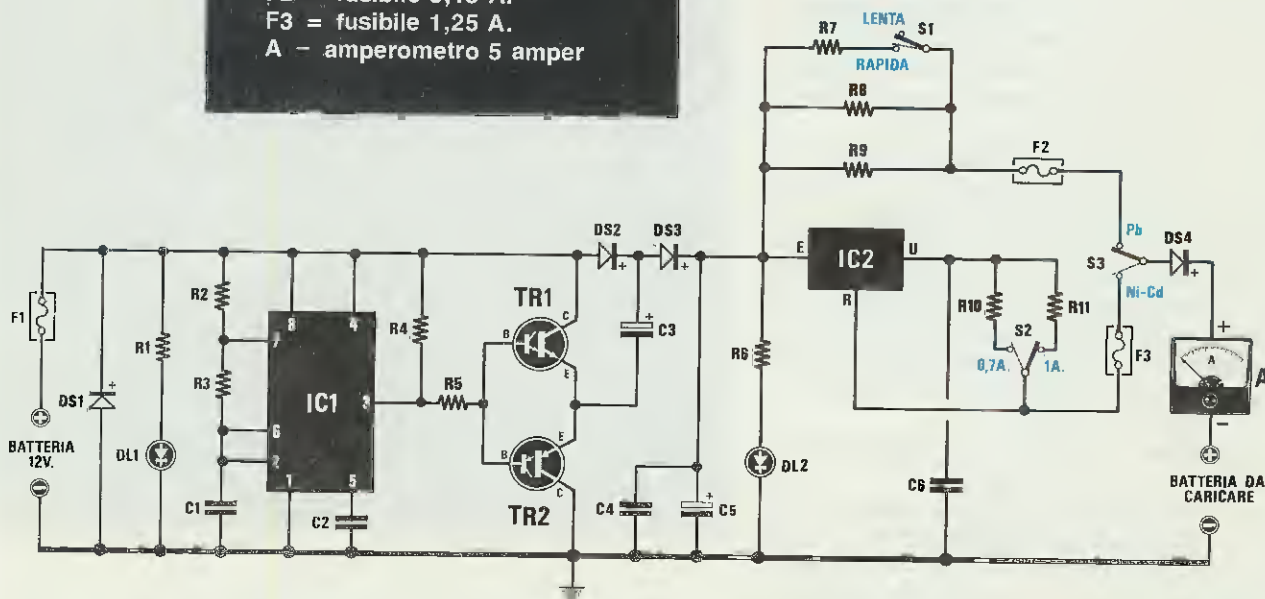 F3 = fusibile 1,25 A.
A – amperometro 5 amper
LENTA
S1
R7
RAPIDA
R8
R9
F2
DS2
DS3
Pb
DS4
E
IC2
U
S3
R
Ni-Cd
R2
TR1
C
8
4
R4
C3
R10
R11
S2
F1
7
B
R6
+
R1
E
0,7A.
1A.
F3
A
R3
R5
A
DS1
IC1
3
–
6
E
BATTERIA
12V.
DL1
B
DL2
BATTERIA DA
CARICARE
2
C
1
5
C6
C1
C4
C5
C2
TR2